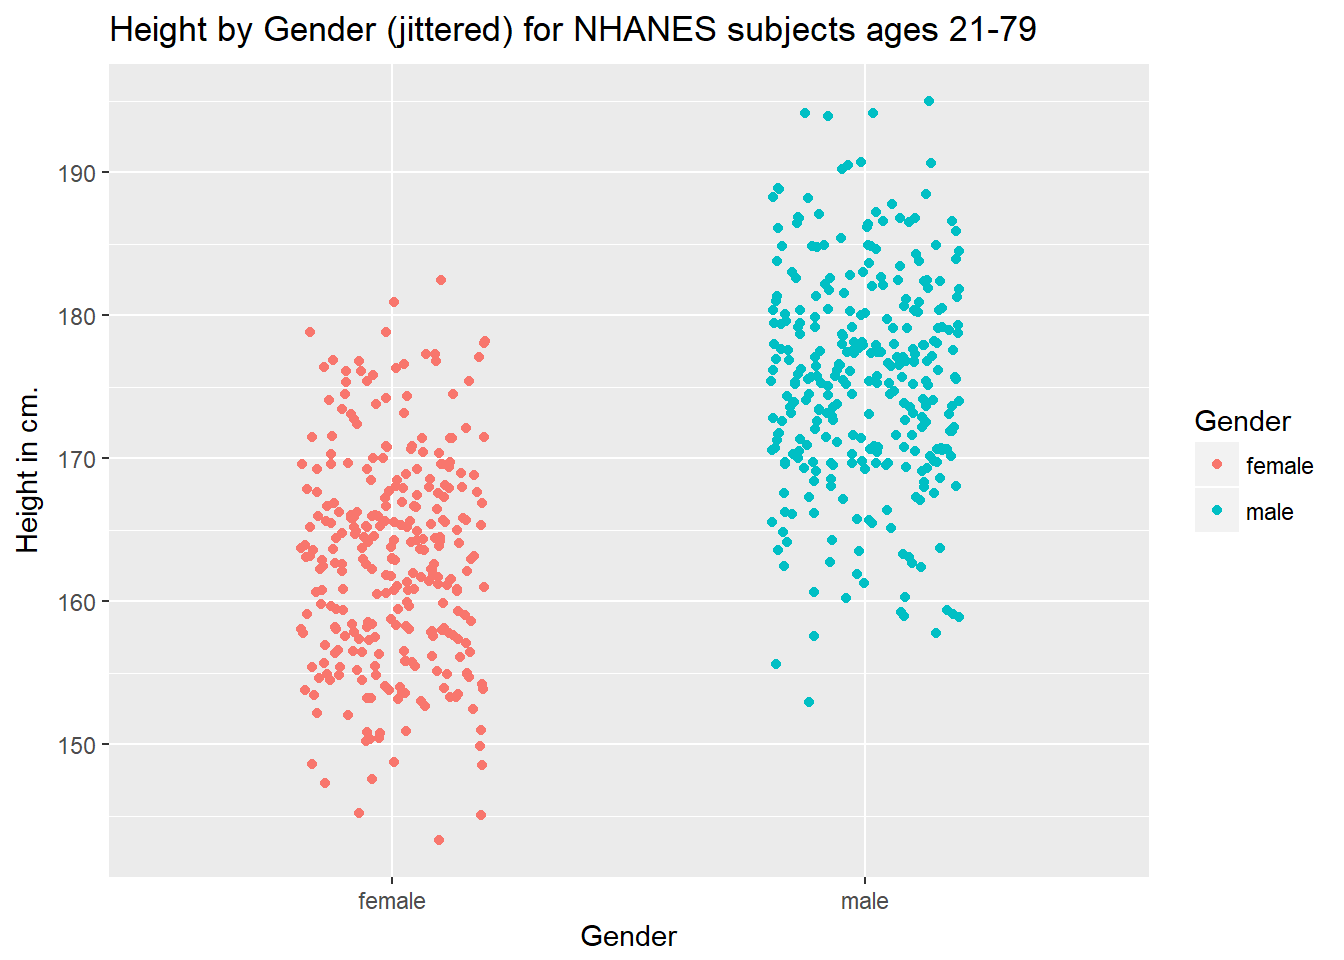 Height by Gender (jittered) for NHANES subjects ages 21-79
Height in cm.
190
180
170
160
150
female
male
Gender
Gender
female
male